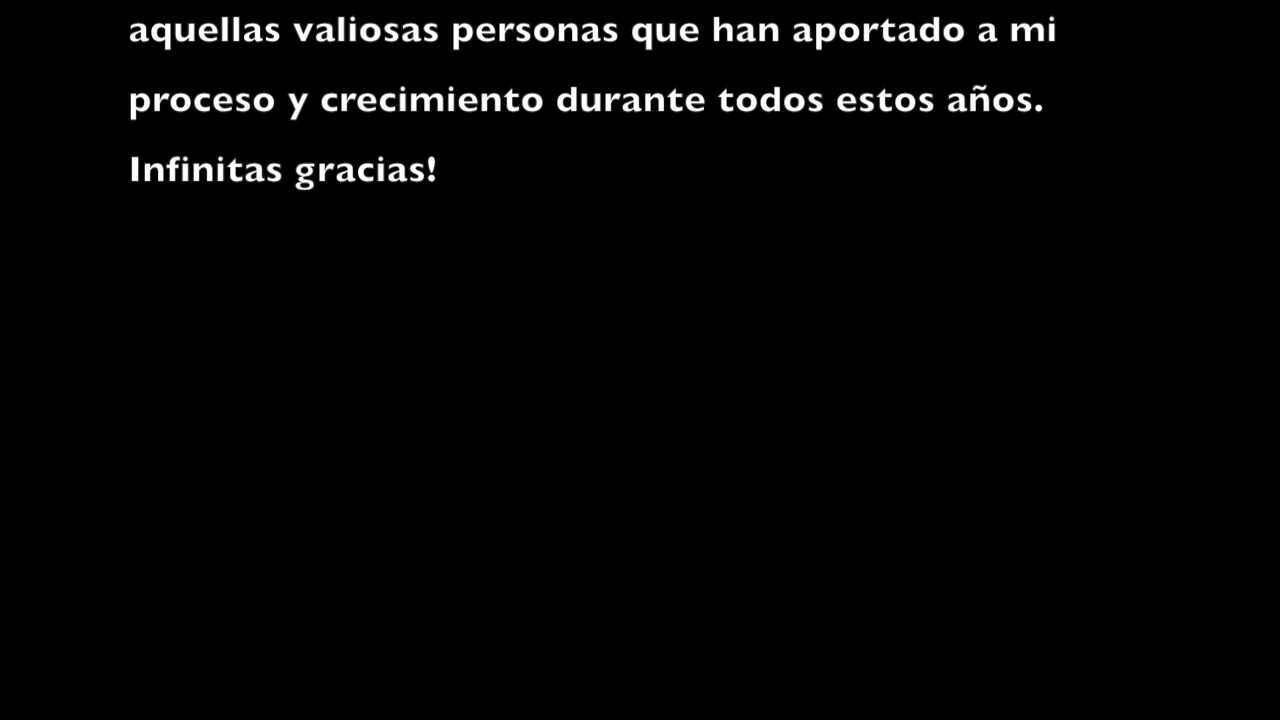 aquellas valiosas personas que han aportado a mi
proceso y crecimiento durante todos estos años.
Infinitas gracias!